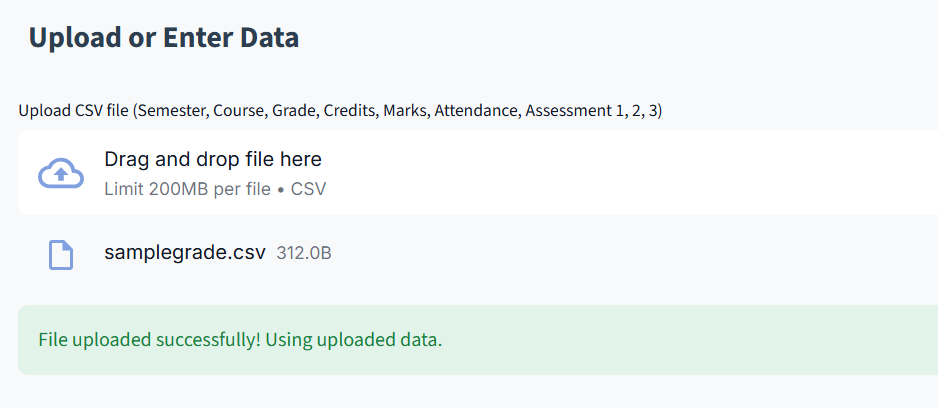 Upload or Enter Data
Upload CSV file (Semester, Course, Grade, Credits, Marks, Attendance, Assessment 1, 2, 3)
Drag and drop file here
Limit 200MB per file • CSV
samplegrade.csv 312.0B
File uploaded successfully! Using uploaded data.